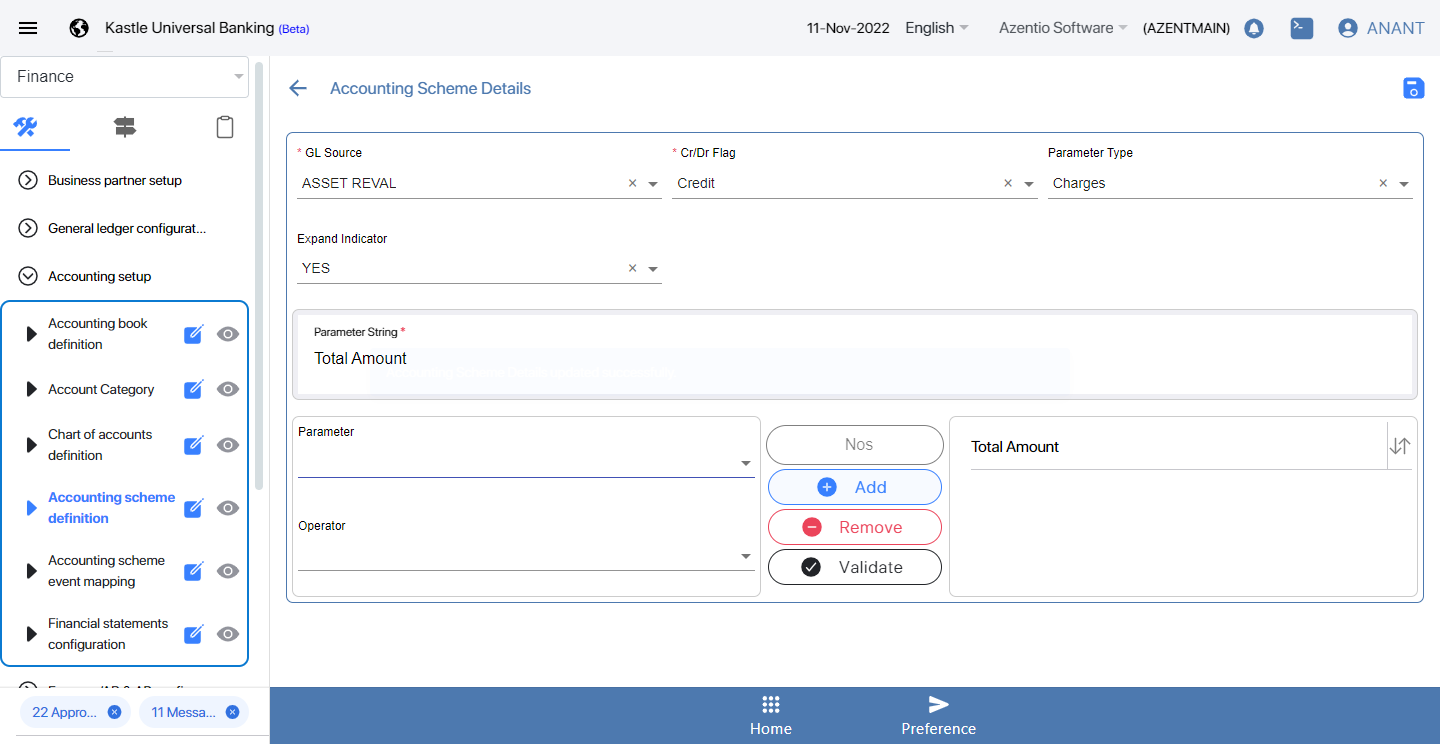 Kastle Universal Banking (Beta)
11-Nov-2022 English Azentio Software (AZENTMAIN) ANANT
Finance
Accounting Scheme Details
Business partner setup
General ledger configurat...
Accounting setup
Accounting book
definition
Account Category
Chart of accounts
definition
Accounting scheme
definition
Accounting scheme
event mapping
Financial statements
configuration
22 Appro...
11 Messa...
* GL Source
ASSET REVAL
* Cr/Dr Flag
Credit
Parameter Type
Charges
Expand Indicator
YES
Parameter String *
Total Amount
Parameter
Operator
Nos
Add
Remove
Validate
Total Amount
Home
Preference